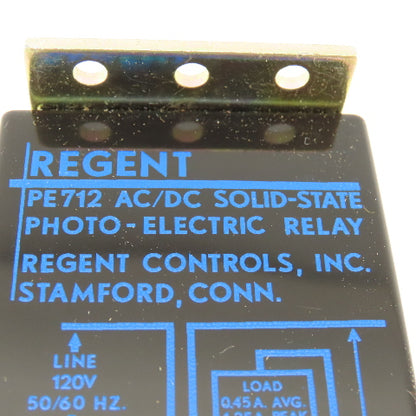 REGENT
PE712 AC/DC SOLID-STATE
PHOTO-ELECTRIC RELAY
REGENT CONTROLS, INC.
STAMFORD, CONN.
LINE
120V
50/60 HZ.
LOAD
0.45A. AVG.